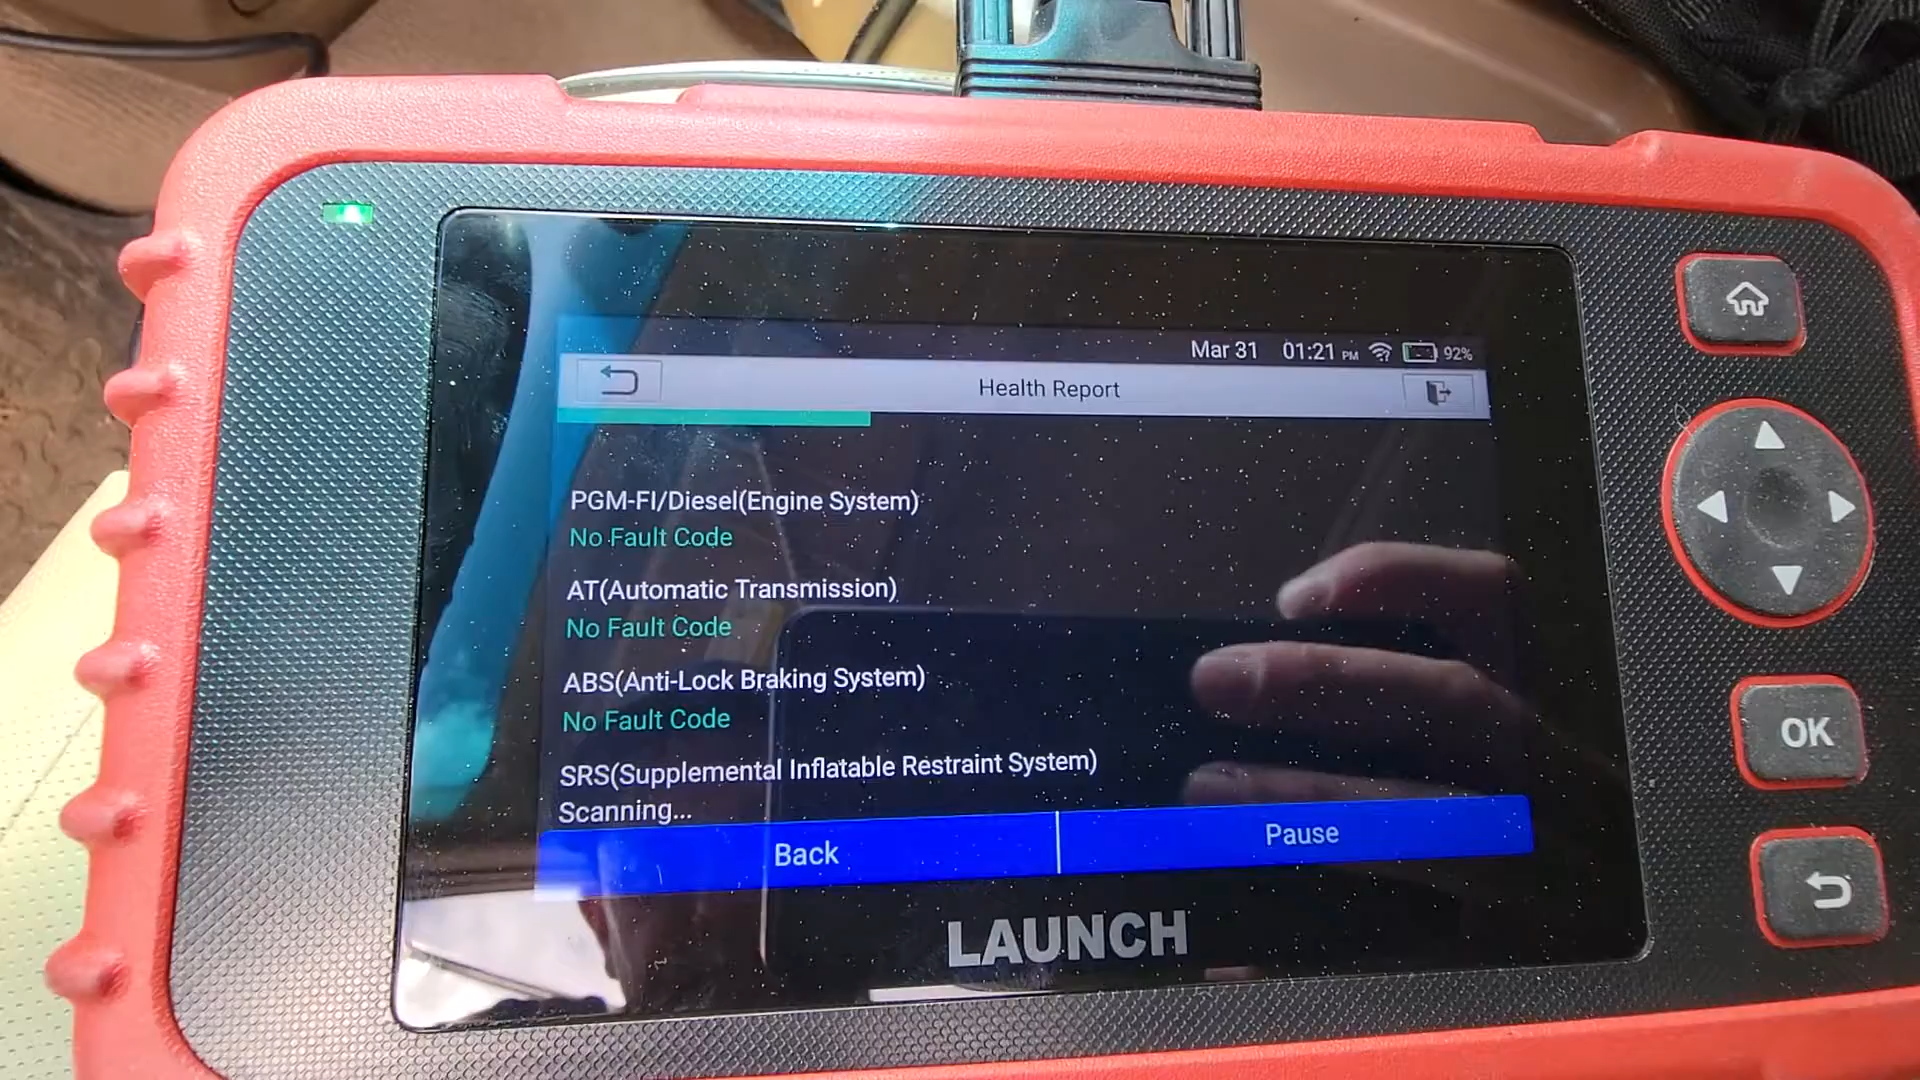 Mar 31 01:21 PM 92%
Health Report
PGM-FI/Diesel(Engine System)
No Fault Code
AT(Automatic Transmission)
No Fault Code
ABS(Anti-Lock Braking System)
No Fault Code
SRS(Supplemental Inflatable Restraint System)
Scanning...
Back Pause
OK
LAUNCH